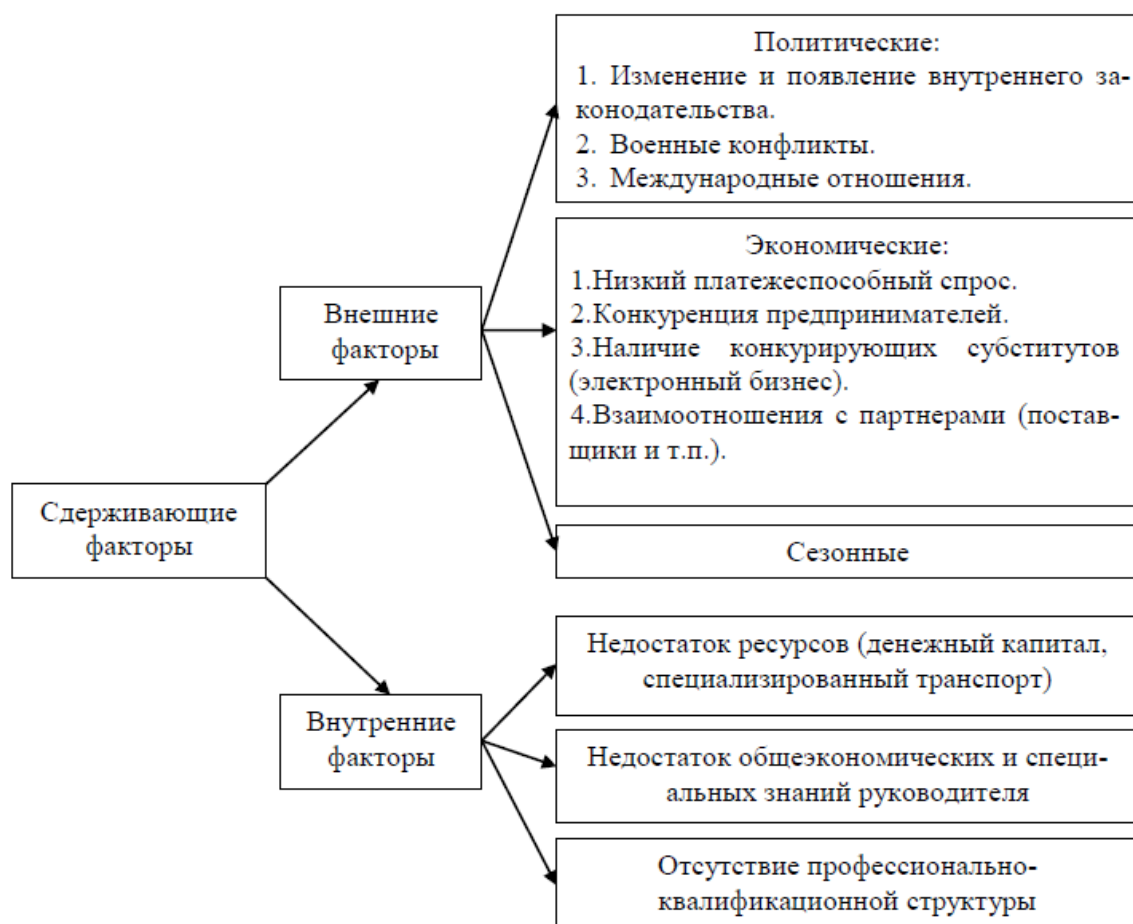 Политические:
1. Изменение и появление внутреннего за-
конодательства.
2. Военные конфликты.
3. Международные отношения.
Экономические:
1.Низкий платежеспособный спрос.
2.Конкуренция предпринимателей.
3.Наличие конкурирующих субститутов
(электронный бизнес).
4.Взаимоотношения с партнерами (постав-
щики и т.п.).
Внешние
факторы
Сдерживающие
факторы
Сезонные
Недостаток ресурсов (денежный капитал,
специализированный транспорт)
Внутренние
факторы
Недостаток общеэкономических и специ-
альных знаний руководителя
Отсутствие профессионально-
квалификационной структуры